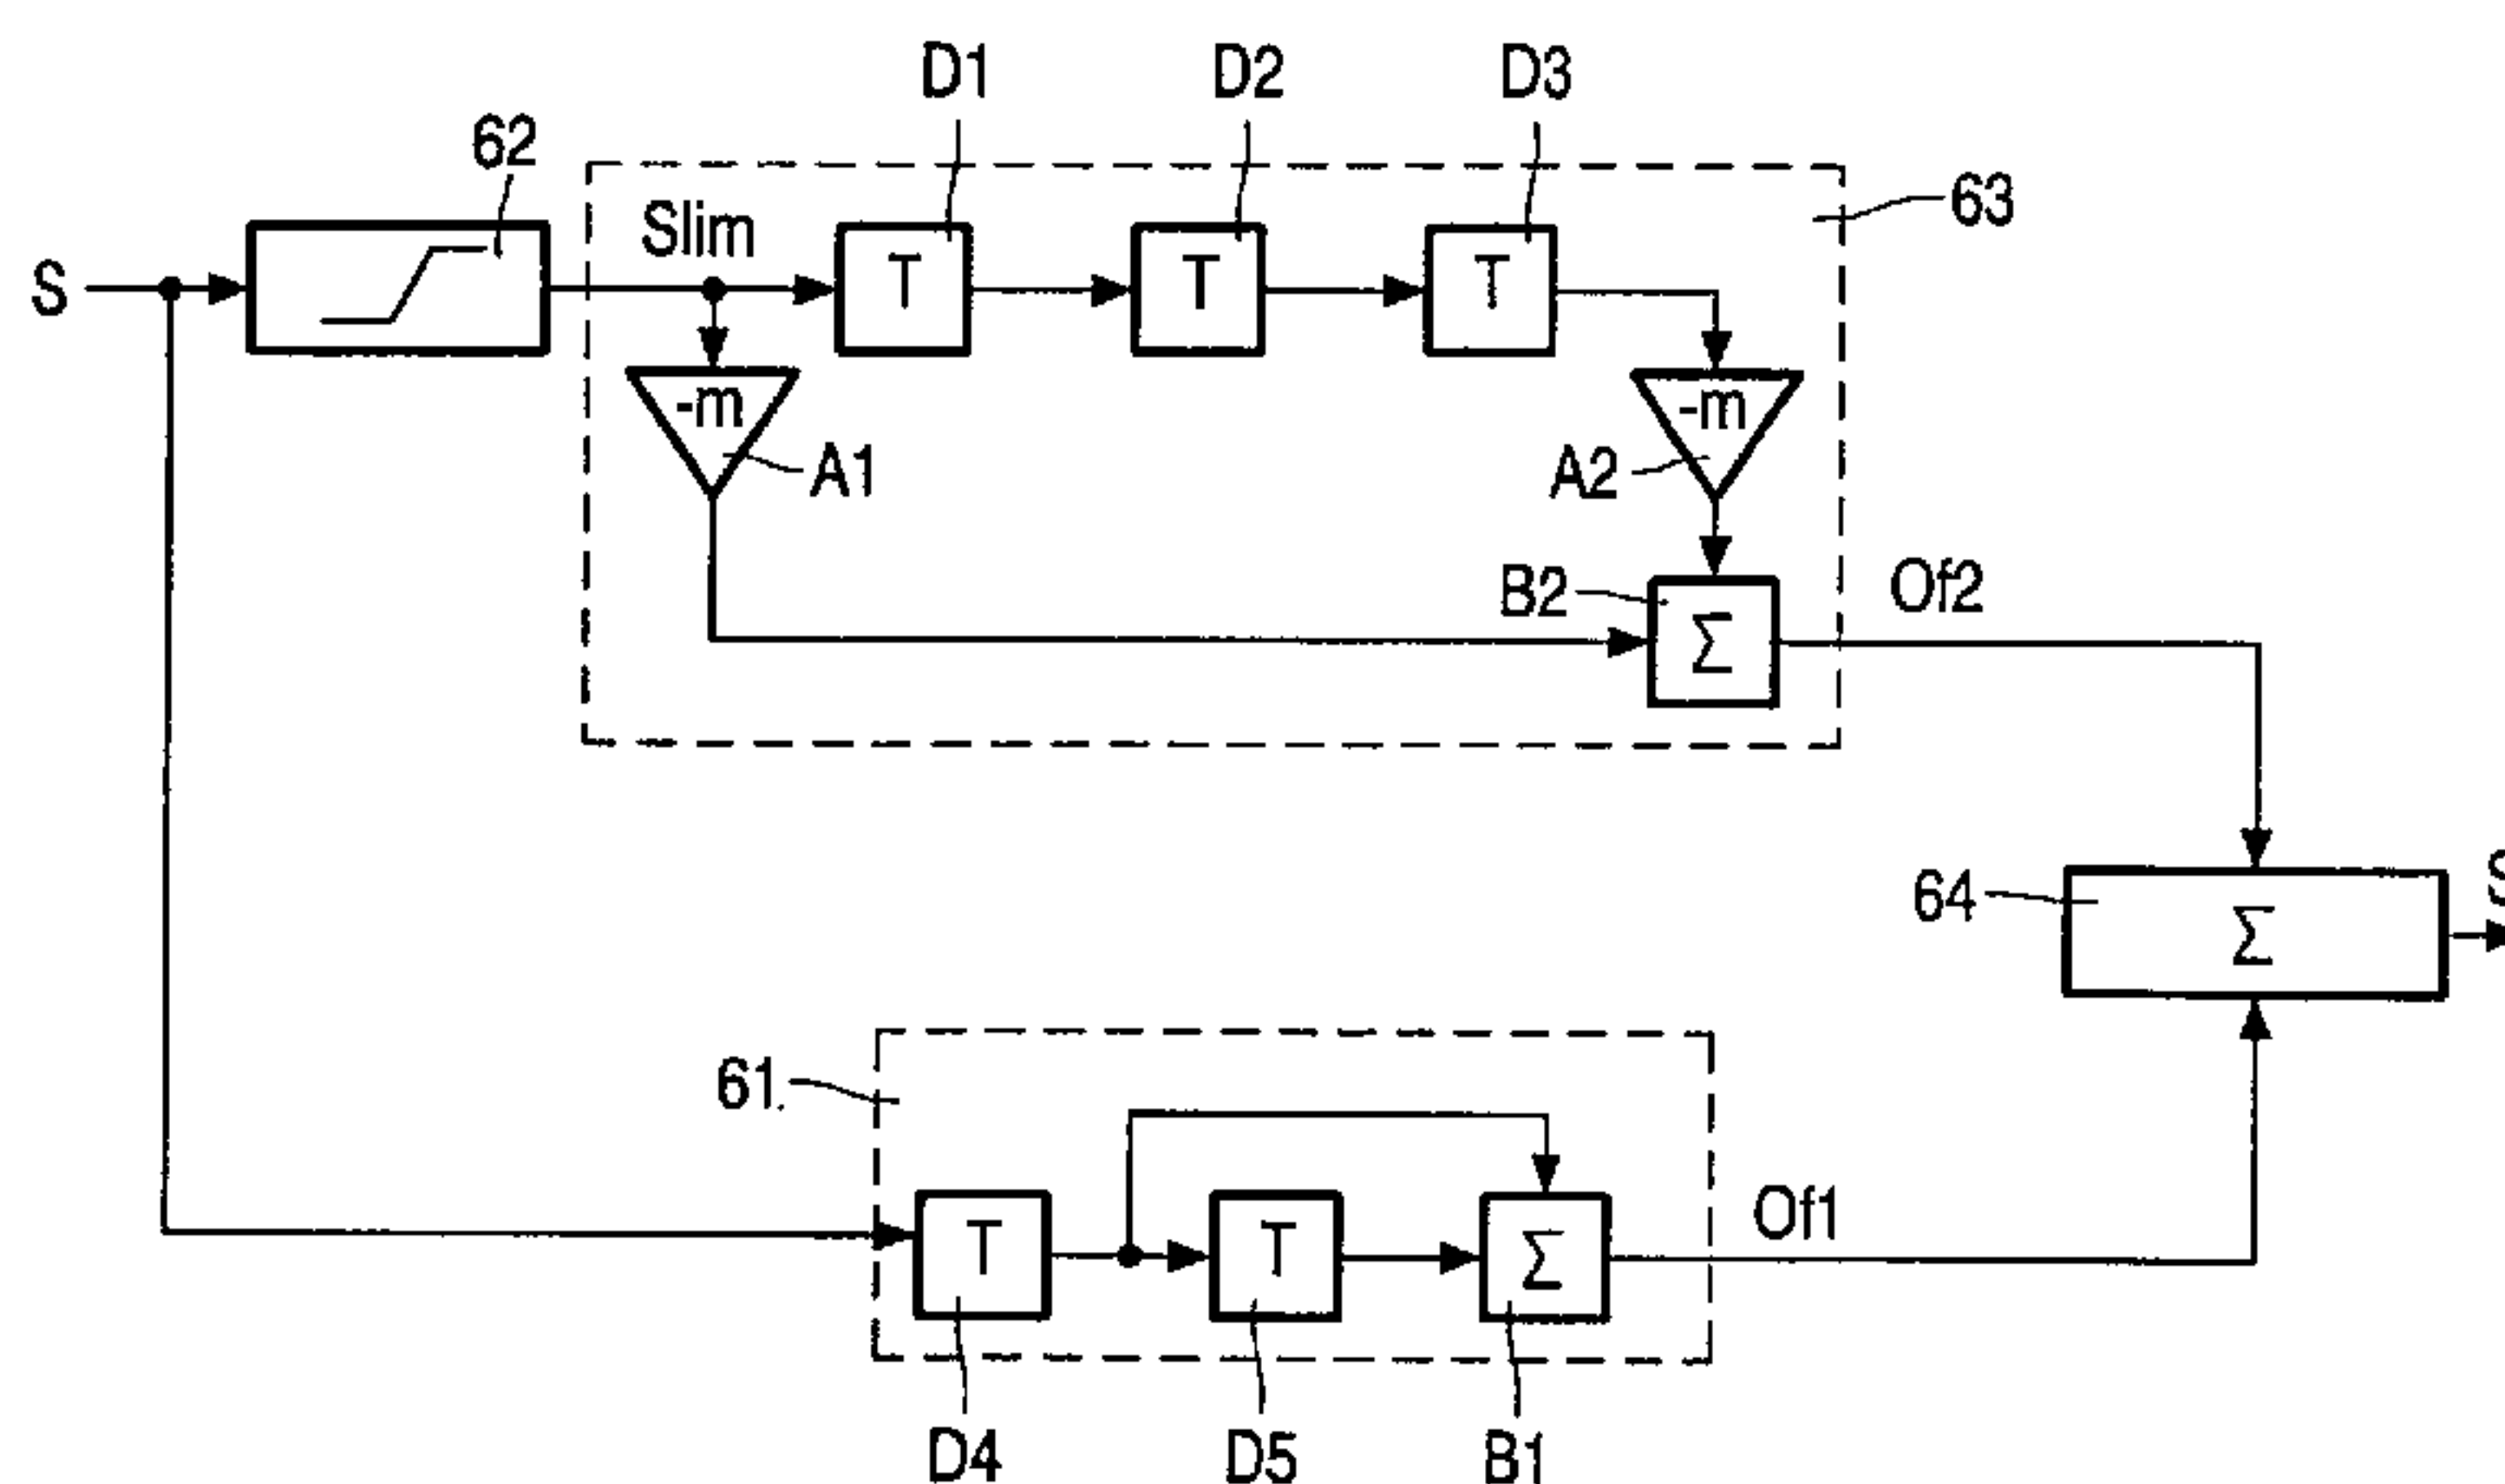 D1 D2 D3
62
63
S
Slim
T T T
-m -m
A1 A2
B2
Σ
Of2
64
Σ
S
61.
T T Σ
Of1
D4 D5 B1